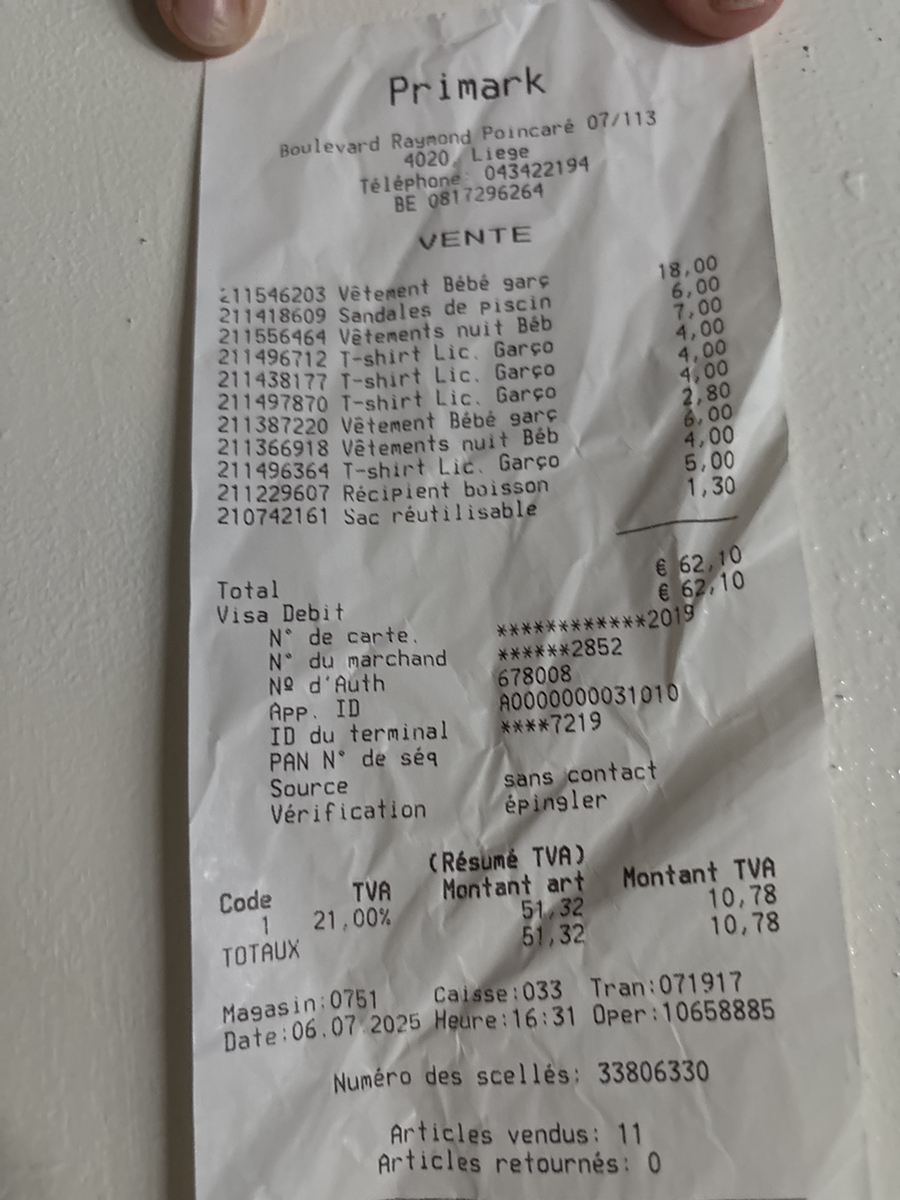 Primark
Boulevard Raymond Poincaré 07/113
4020, Liege
Téléphone: 043422194
BE 0817296264
VENTE
211546203 Vêtement Bébé garç 18,00
211418609 Sandales de piscin 6,00
211556464 Vêtements nuit Béb 7,00
211496712 T-shirt Lic. Garço 4,00
211438177 T-shirt Lic. Garço 4,00
211497870 T-shirt Lic. Garço 4,00
211387220 Vêtement Bébé garç 2,80
211366918 Vêtements nuit Béb 6,00
211496364 T-shirt Lic. Garço 4,00
211229607 Récipient boisson 5,00
210742161 Sac réutilisable 1,30
Total € 62,10
Visa Debit € 62,10
N° de carte. ************2019
N° du marchand ******2852
Nº d'Auth 678008
App. ID A0000000031010
ID du terminal ****7219
PAN N° de séq
Source sans contact
Vérification épingler
(Résumé TVA)
Code TVA Montant art Montant TVA
1 21,00% 51,32 10,78
TOTAUX 51,32 10,78
Magasin:0751 Caisse:033 Tran:071917
Date:06.07.2025 Heure:16:31 Oper:10658885
Numéro des scellés: 33806330
Articles vendus: 11
Articles retournés: 0